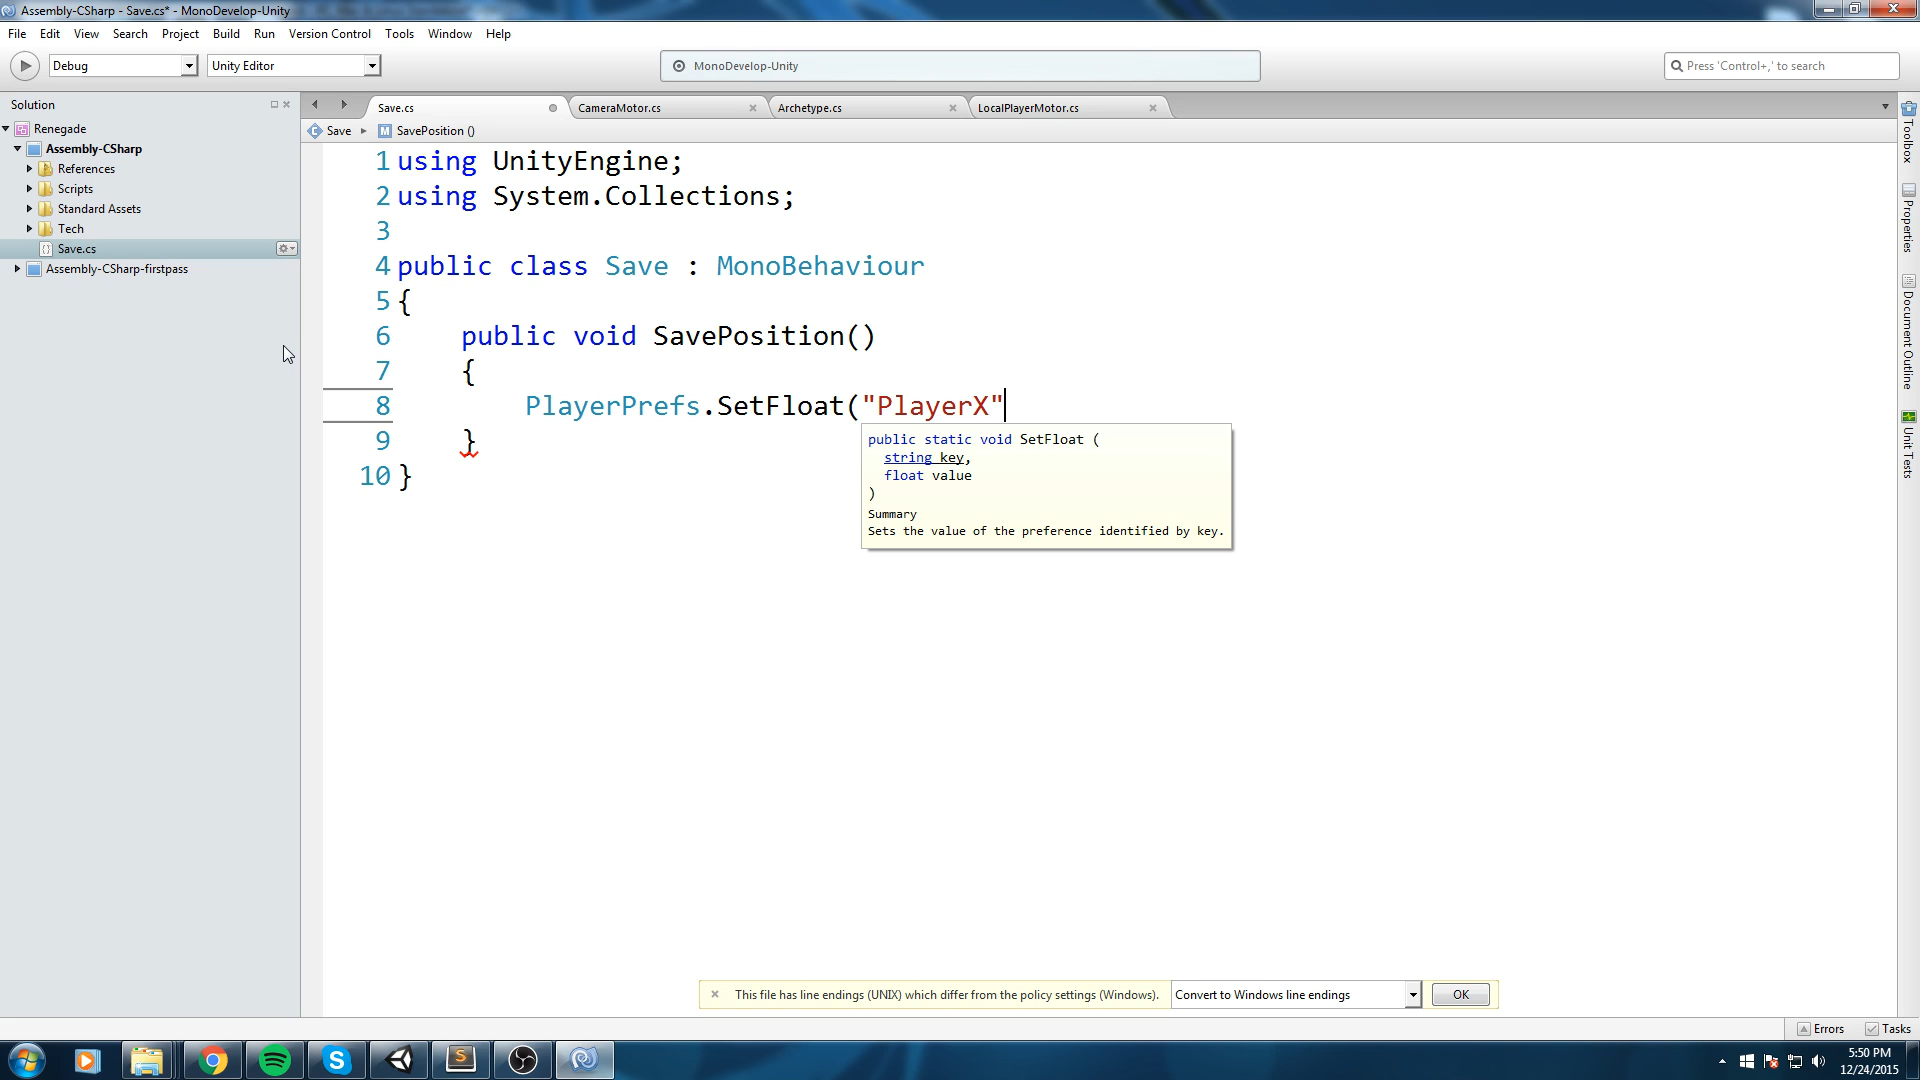 Assembly-CSharp - Save.cs* - MonoDevelop-Unity
File Edit View Search Project Build Run Version Control Tools Window Help
Debug Unity Editor MonoDevelop-Unity Press 'Control+,' to search
Solution
Renegade
Assembly-CSharp
References
Scripts
Standard Assets
Tech
Save.cs
Assembly-CSharp-firstpass
Save.cs CameraMotor.cs Archetype.cs LocalPlayerMotor.cs
Save SavePosition ()
1 using UnityEngine;
2 using System.Collections;
3
4 public class Save : MonoBehaviour
5 {
6 public void SavePosition()
7 {
8 PlayerPrefs.SetFloat("PlayerX"
9 }
10 }
public static void SetFloat (
string key,
float value
)
Summary
Sets the value of the preference identified by key.
Toolbox
Properties
Document Outline
Unit Tests
This file has line endings (UNIX) which differ from the policy settings (Windows). Convert to Windows line endings OK
Errors Tasks
5:50 PM
12/24/2015